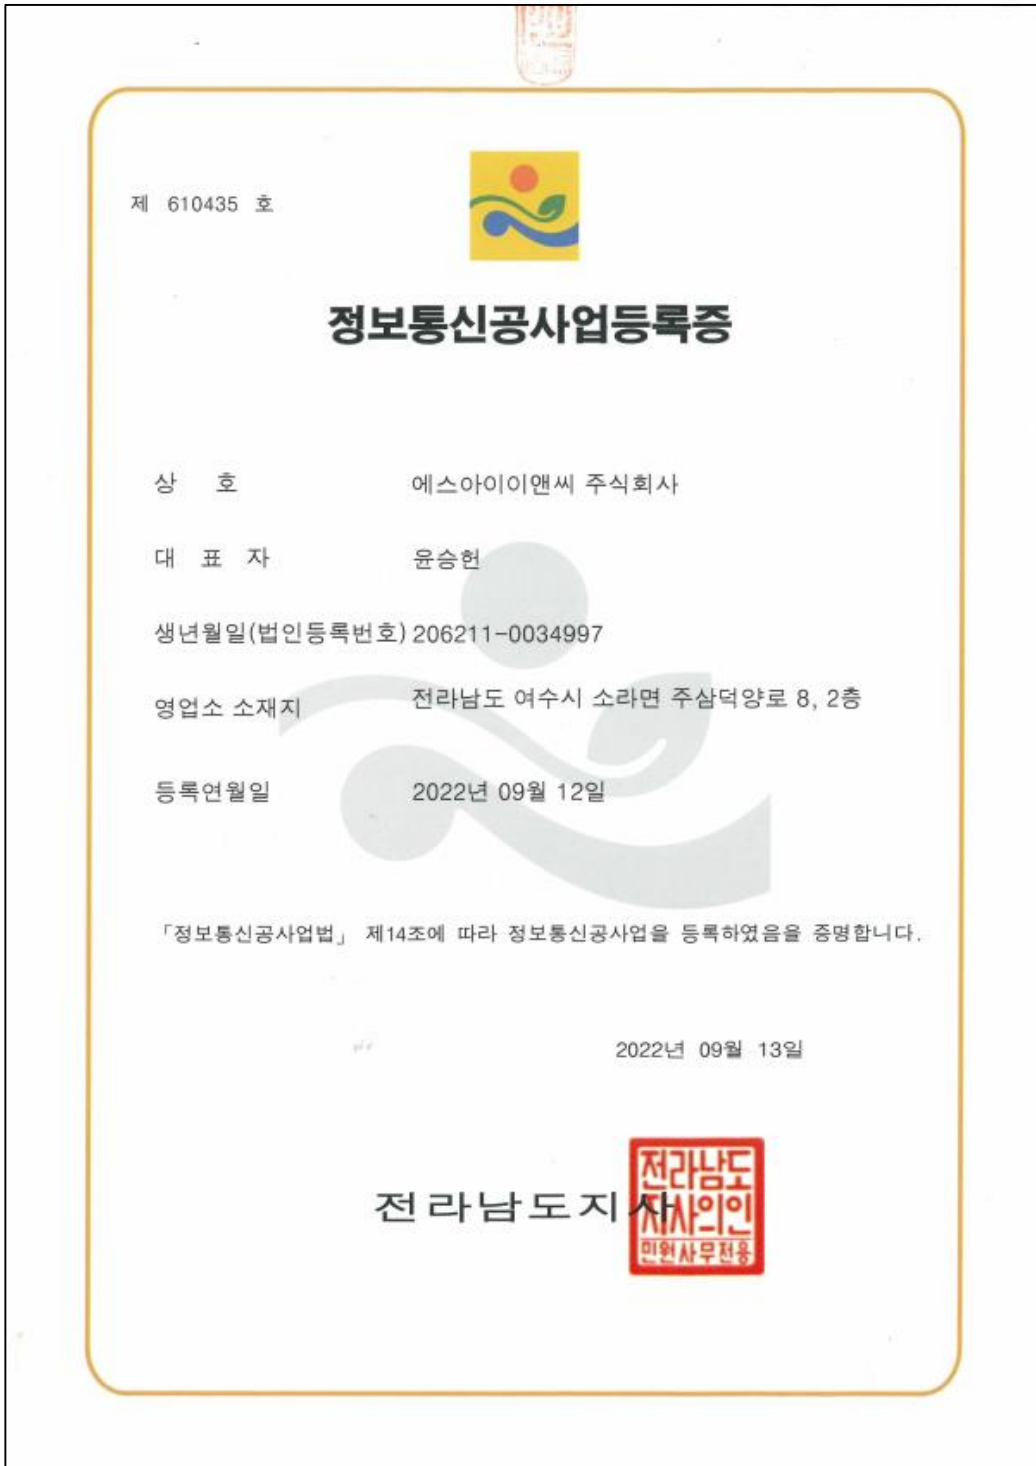 제 610435 호
정보통신공사업등록증
상 호 에스아이이앤씨 주식회사
대 표 자 윤승헌
생년월일(법인등록번호) 206211-0034997
영업소 소재지 전라남도 여수시 소라면 주삼덕양로 8, 2층
등록연월일 2022년 09월 12일
「정보통신공사업법」 제14조에 따라 정보통신공사업을 등록하였음을 증명합니다.
2022년 09월 13일
전라남도지사
전라남도
지사의인
민원사무전용